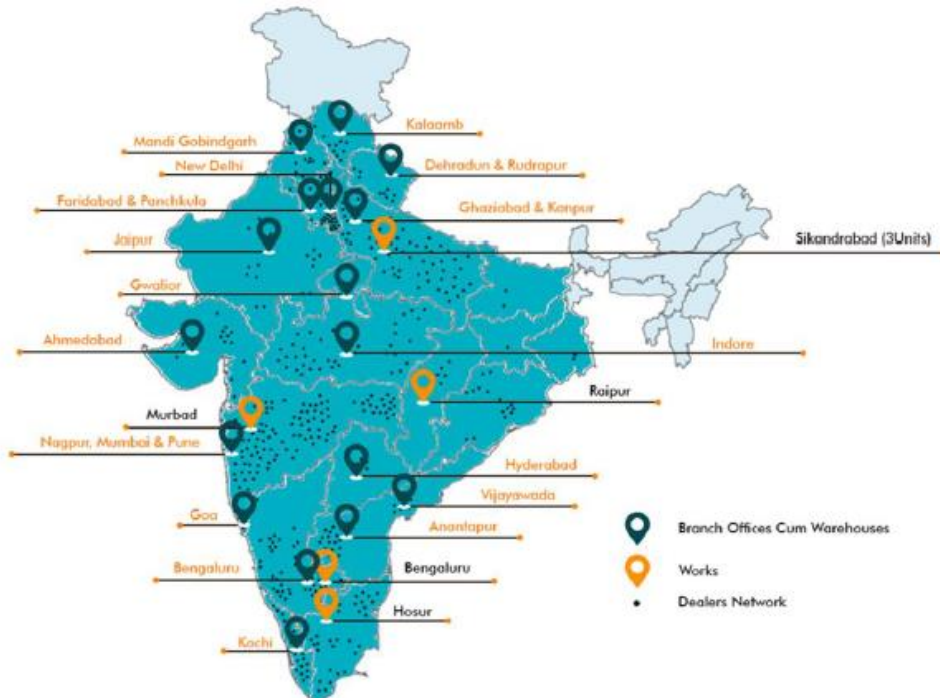 Kalaamb
Mandi Gobindgarh
New Delhi
Dehradun & Rudrapur
Faridabad & Panchkula
Ghaziabad & Kanpur
Jaipur
Sikandrabad (3Units)
Gwalior
Ahmedabad
Indore
Raipur
Murbad
Nagpur, Mumbai & Pune
Hyderabad
Vijayawada
Goa
Anantapur
Branch Offices Cum Warehouses
Bengaluru
Bengaluru
Works
Dealers Network
Hosur
Kochi